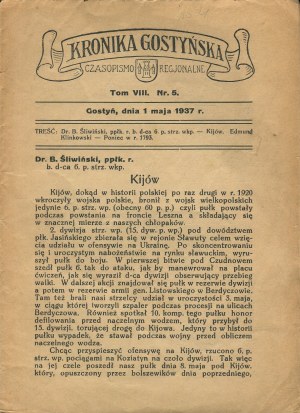 KRONIKA GOSTYŃSKA
CZASOPISMO REGJONALNE
Tom VIII. Nr. 5.
Gostyń, dnia 1 maja 1937 r.
TREŚĆ: Dr. B. Śliwiński, ppłk. r. b. d-ca 6. p. strz. wkp. — Kijów. Edmund
Klinkowski — Poniec w r. 1793.
Dr. B. Śliwiński, ppłk. r.
b. d-ca 6. p. strz. wkp.
Kijów
Kijów, dokąd w historii polskiej po raz drugi w r. 1920
wkroczyły wojska polskie, bronił z wojsk wielkopolskich
jedynie 6. p. strz. wlkp. (obecny 60 p. p.) czyli pułk powstały
podczas powstania na froncie Leszna a składający się
w znacznej mierze z naszych chłopaków.
2. dywizja strz. wlkp. (15. dyw. p. wp.) pod dowództwem
płk. Jasińskiego zbierała się w rejonie Sławuty celem wzię-
cia udziału w ofensywie na Ukrainę. Po skoncentrowaniu
się i uroczystym nabożeństwie na rynku sławuckim, wyru-
szył pułk do boju. W pierwszej bitwie pod Czudnowem
szedł pułk 6. tak do ataku, jak by manewrował na placu
ćwiczeń, jak się wyraził d-ca dywizji, obserwujący przebieg
walki. W dalszej akcji znajdował się pułk w rezerwie dywizji
a potem w rezerwie armii gen. Listowskiego w Berdyczowie.
Tam też brali nasi strzelcy udział w uroczystości 3. maja,
w ciągu której tworzyli szpaler podczas procesji na ulicach
Berdyczowa. Również spotkał 10. komp. tego pułku honor
defilowania przed naczelnym wodzem, który przybył do
15. dywizji, torującej drogę do Kijowa. Jedyny to w historii
pułku wypadek, że stawał podczas wojny przed obliczem
naczelnego wodza.
Chcąc przyspieszyć ofensywę na Kijów, rzucono 6. p.
strz. wp. pociągami na Koziatyn na czoło dywizji. Tak więc
na jej czele poszedł nasz pułk dnia 8. maja pod Kijów,
który, opuszczony przez bolszewików dnia poprzedniego,